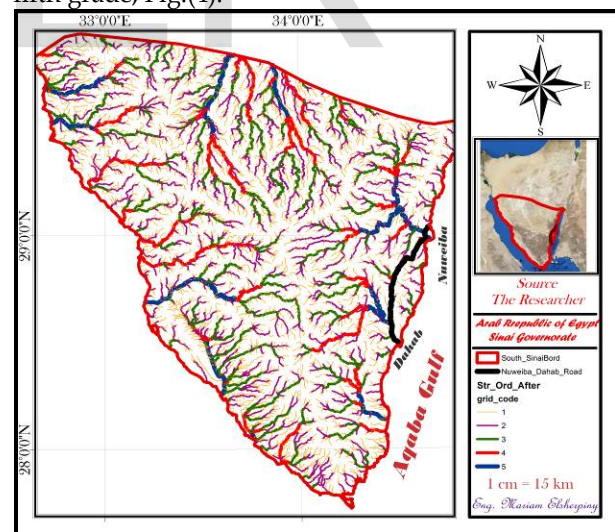 fifth grade, Fig.(1).
33°0'0"E
34°0'0"E
29°0'0"N
28°0'0"N
Nuweiba
Dahab
Aqaba Gulf
N
W
E
S
Source
The Researcher
Arab Rrepublic of Egypt
Sinai Governorate
South_SinaiBord
Nuweiba_Dahab_Road
Str_Ord_After
grid_code
1
2
3
4
5
1 cm = 15 km
Eng. Mariam Elsherpiny